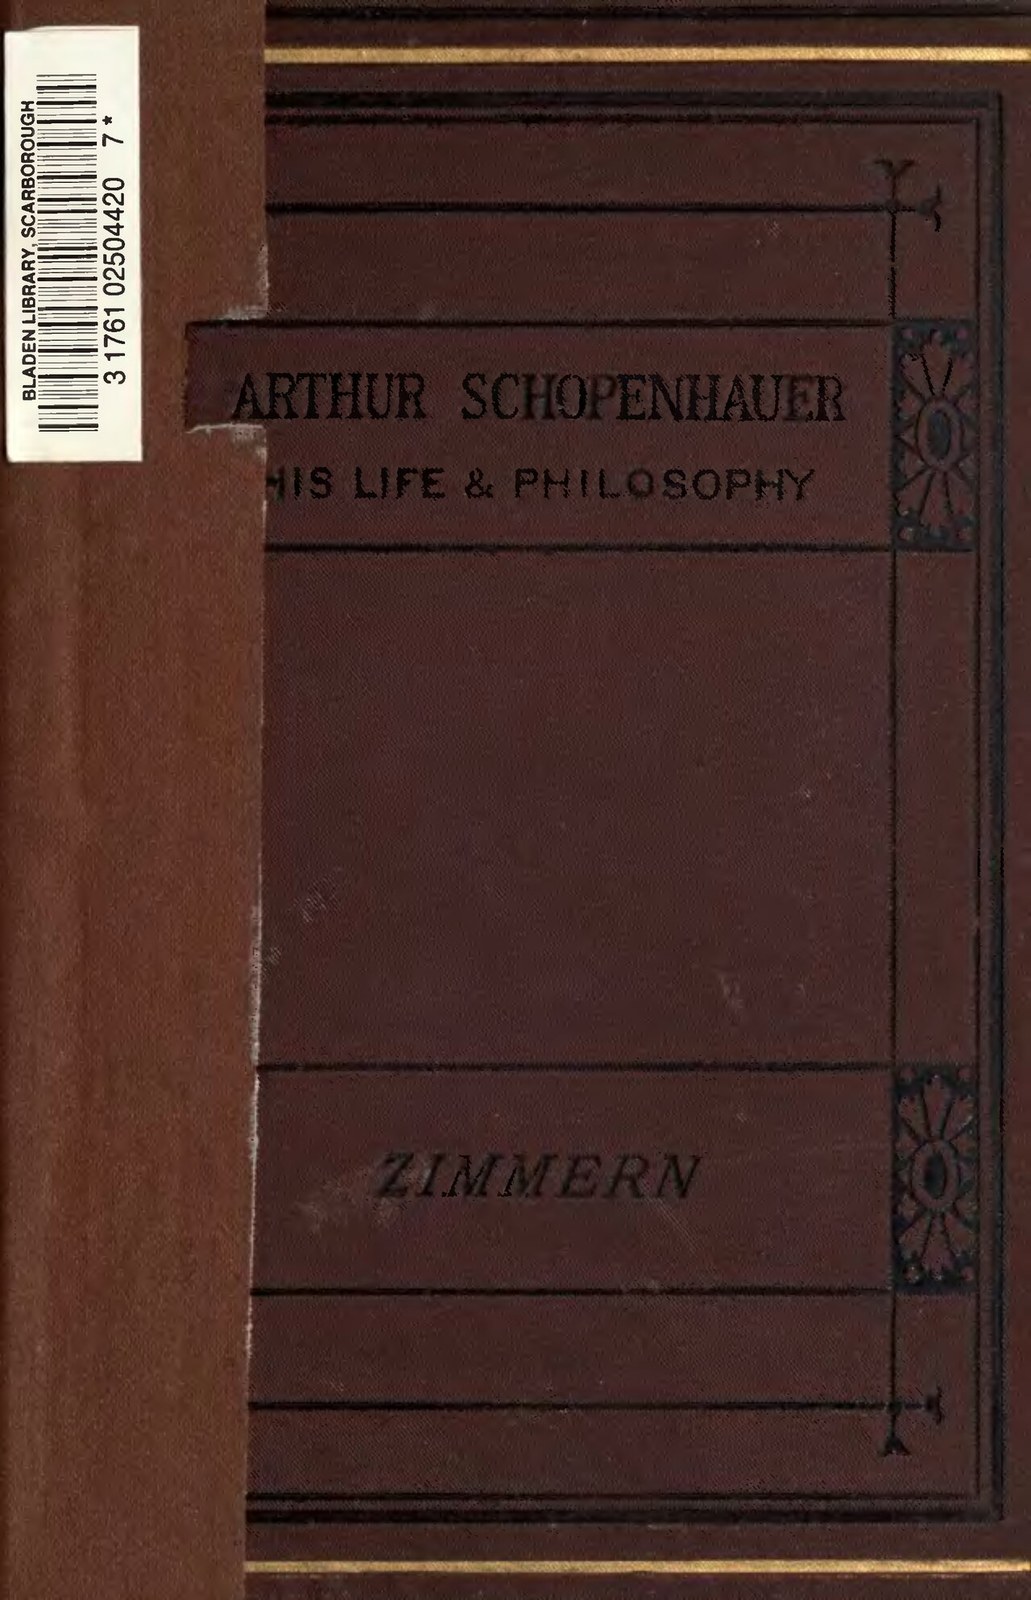 BLADEN LIBRARY, SCARBOROUGH
3 1761 02504420 7*
ARTHUR SCHOPENHAUER
HIS LIFE & PHILOSOPHY
ZIMMERN